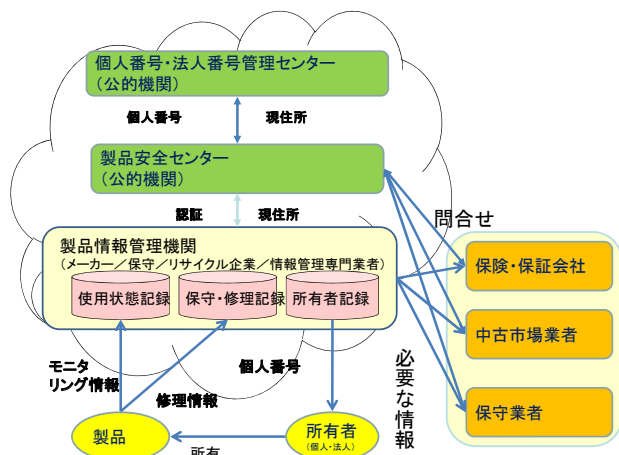 個人番号・法人番号管理センター
（公的機関）
個人番号
現住所
製品安全センター
（公的機関）
認証
現住所
問合せ
製品情報管理機関
（メーカー／保守／リサイクル企業／情報管理専門業者）
使用状態記録
保守・修理記録
所有者記録
保険・保証会社
中古市場業者
保守業者
必要な情報
モニタ
リング情報
修理情報
個人番号
製品
所有
所有者
（個人・法人）